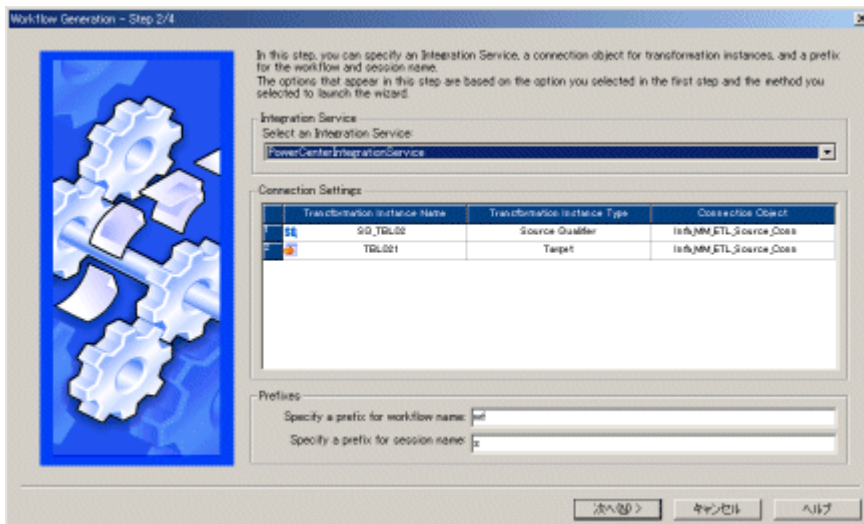 Workflow Generation - Step 2/4
In this step, you can specify an Integration Service, a connection object for transformation instances, and a prefix
for the workflow and session name.
The options that appear in this step are based on the option you selected in the first step and the method you
selected to launch the wizard.
Integration Service
Select an Integration Service:
PowerCenterIntegrationService
Connection Settings
Transformation Instance Name Transformation Instance Type Connection Object
1 SQ_TBL02 Source Qualifier Infa_MM_ETL_Source_Conn
2 TBL021 Target Infa_MM_ETL_Source_Conn
Prefixes
Specify a prefix for workflow name: wf
Specify a prefix for session name: s
次へ(N) > キャンセル ヘルプ